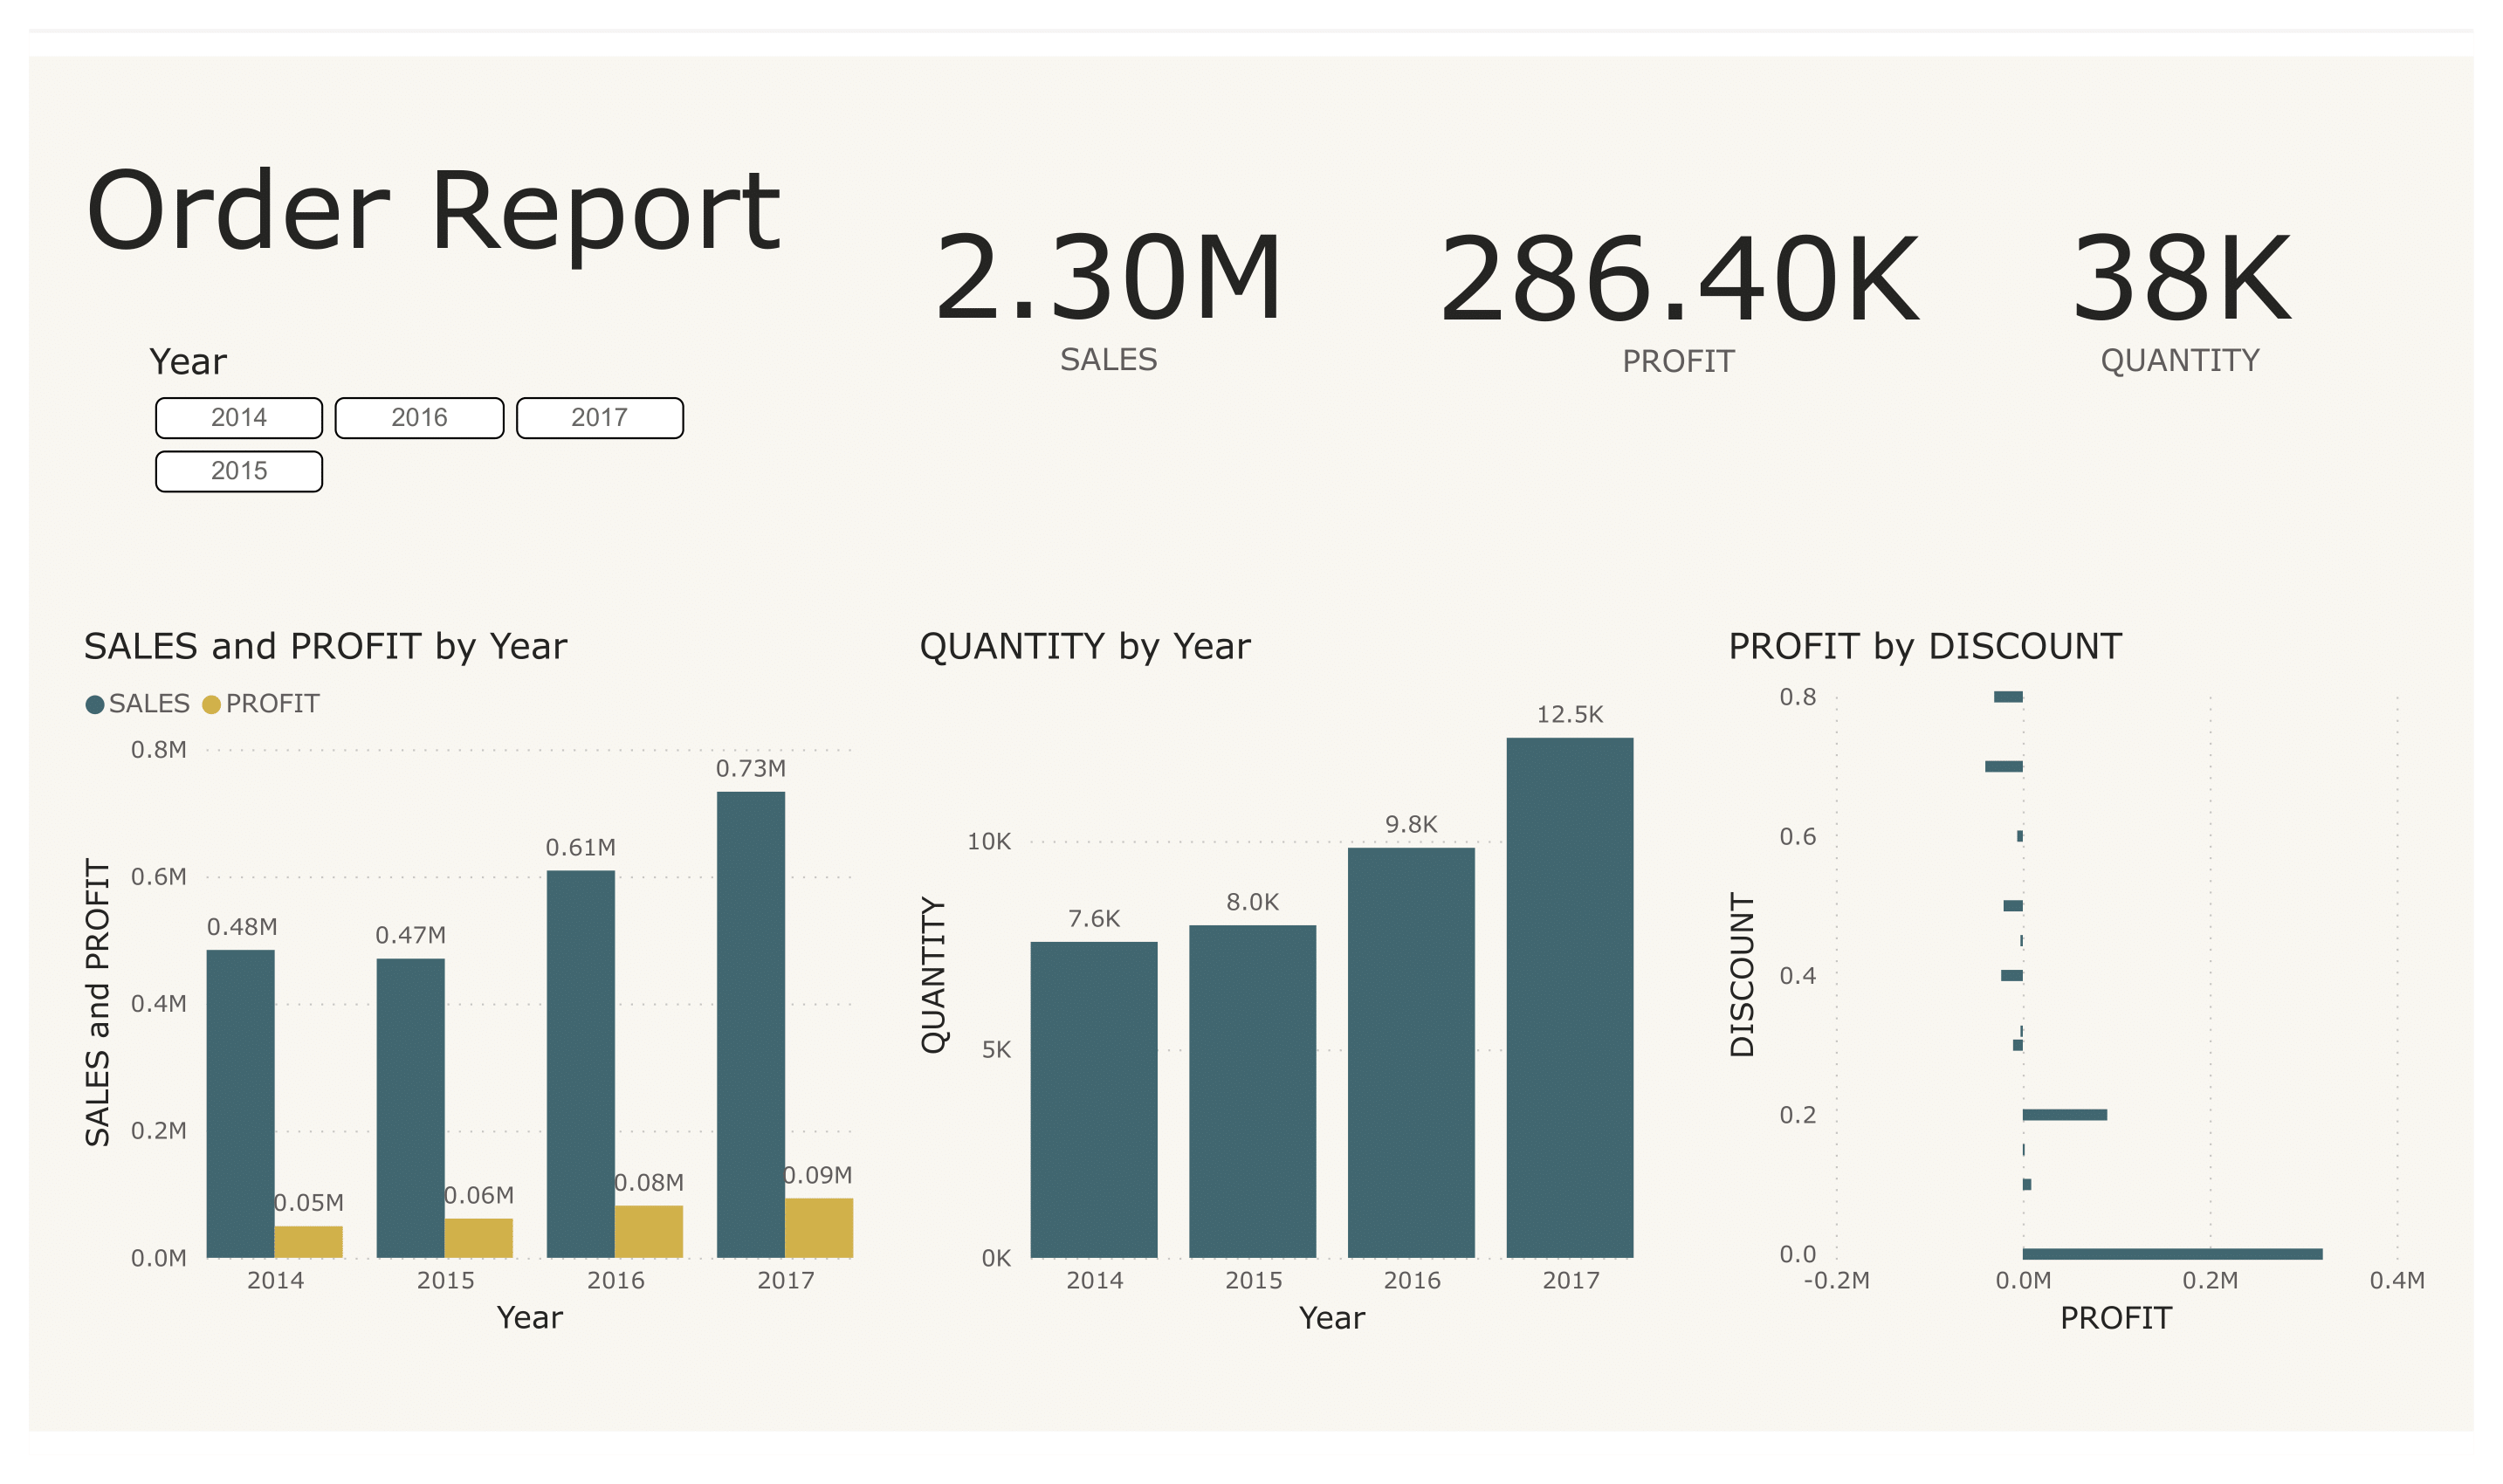 Order Report
2.30M
SALES
286.40K
PROFIT
38K
QUANTITY
Year
2014
2016
2017
2015
SALES and PROFIT by Year
SALES PROFIT
SALES and PROFIT
0.8M
0.6M
0.4M
0.2M
0.0M
0.48M
0.05M
0.47M
0.06M
0.61M
0.08M
0.73M
0.09M
2014
2015
2016
2017
Year
QUANTITY by Year
QUANTITY
10K
5K
0K
7.6K
8.0K
9.8K
12.5K
2014
2015
2016
2017
Year
PROFIT by DISCOUNT
DISCOUNT
0.8
0.6
0.4
0.2
0.0
-0.2M
0.0M
0.2M
0.4M
PROFIT